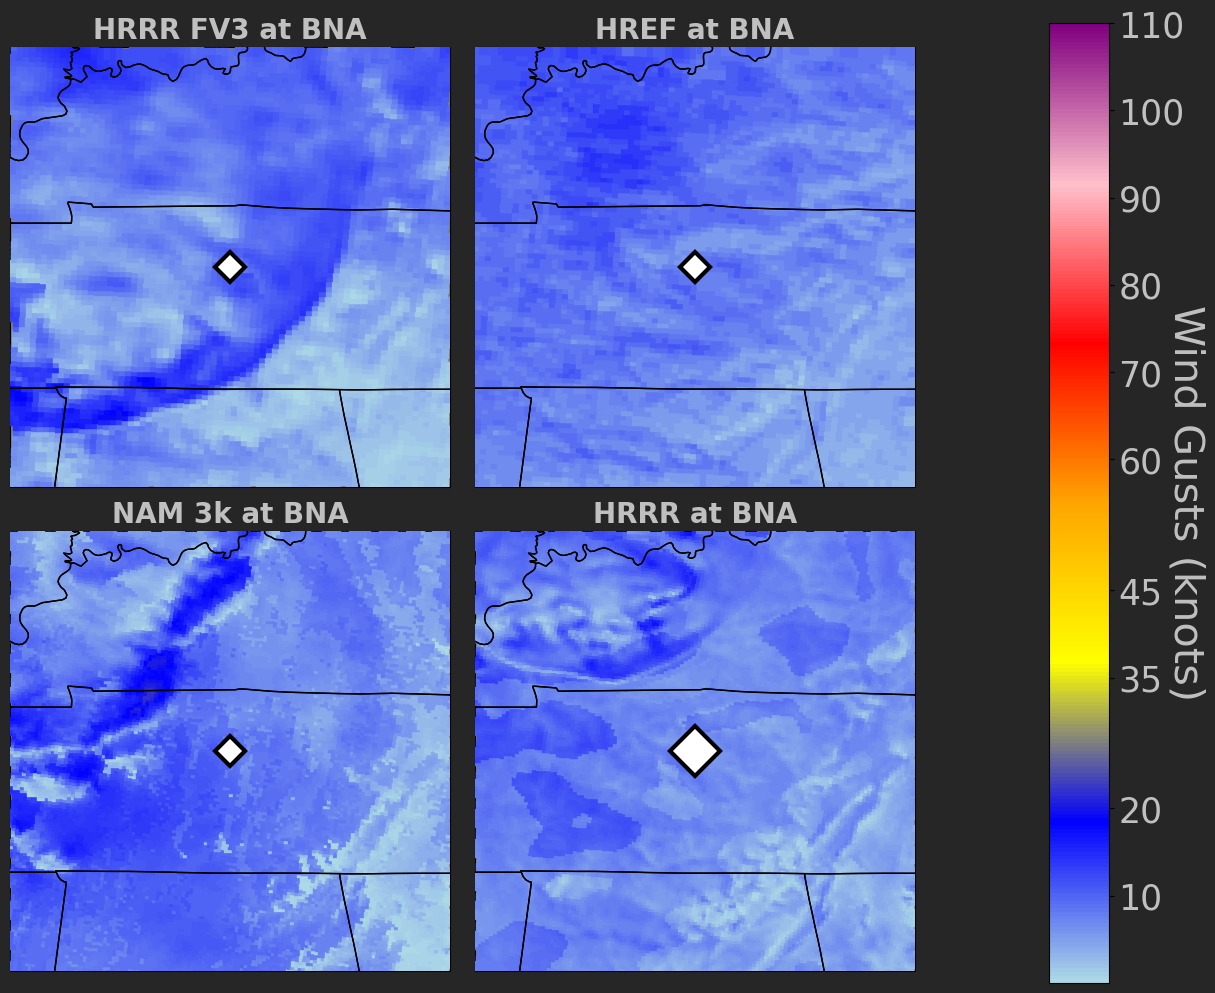 HRRR FV3 at BNA
HREF at BNA
NAM 3k at BNA
HRRR at BNA
110
100
90
80
70
60
45
35
20
10
Wind Gusts (knots)